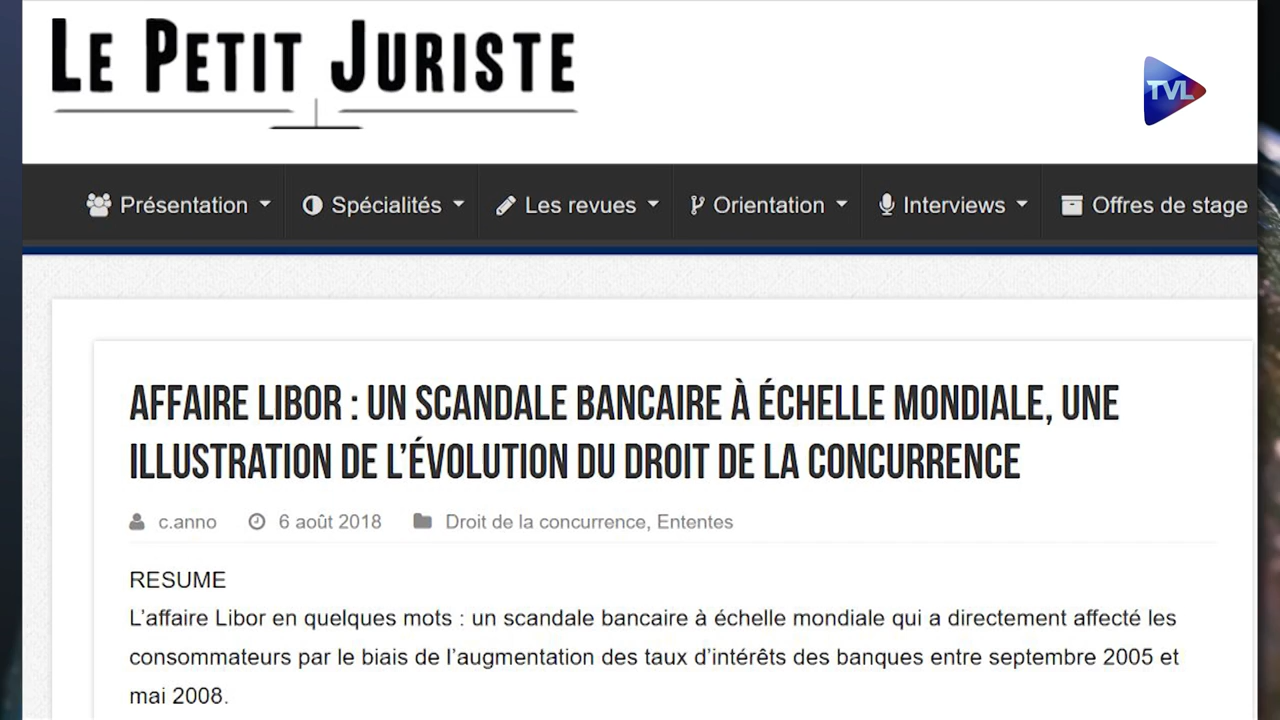 LE PETIT JURISTE
TVL
Présentation Spécialités Les revues Orientation Interviews Offres de stage
AFFAIRE LIBOR : UN SCANDALE BANCAIRE À ÉCHELLE MONDIALE, UNE
ILLUSTRATION DE L’ÉVOLUTION DU DROIT DE LA CONCURRENCE
c.anno 6 août 2018 Droit de la concurrence, Ententes
RESUME
L’affaire Libor en quelques mots : un scandale bancaire à échelle mondiale qui a directement affecté les
consommateurs par le biais de l’augmentation des taux d’intérêts des banques entre septembre 2005 et
mai 2008.